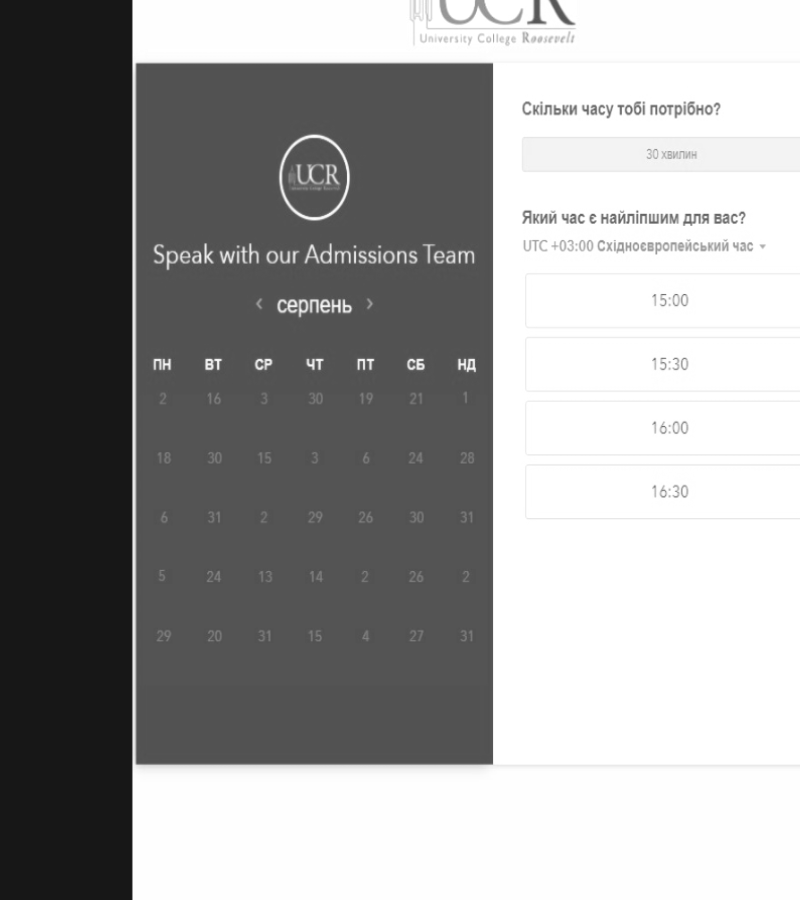 UCR
University College Roosevelt
UCR
University College Roosevelt
Speak with our Admissions Team
‹ серпень ›
ПН ВТ СР ЧТ ПТ СБ НД
2 16 3 30 19 21 1
18 30 15 3 6 24 28
6 31 2 29 26 30 31
5 24 13 14 2 26 2
29 20 31 15 4 27 31
Скільки часу тобі потрібно?
30 хвилин
Який час є найліпшим для вас?
UTC +03:00 Східноєвропейський час
15:00
15:30
16:00
16:30